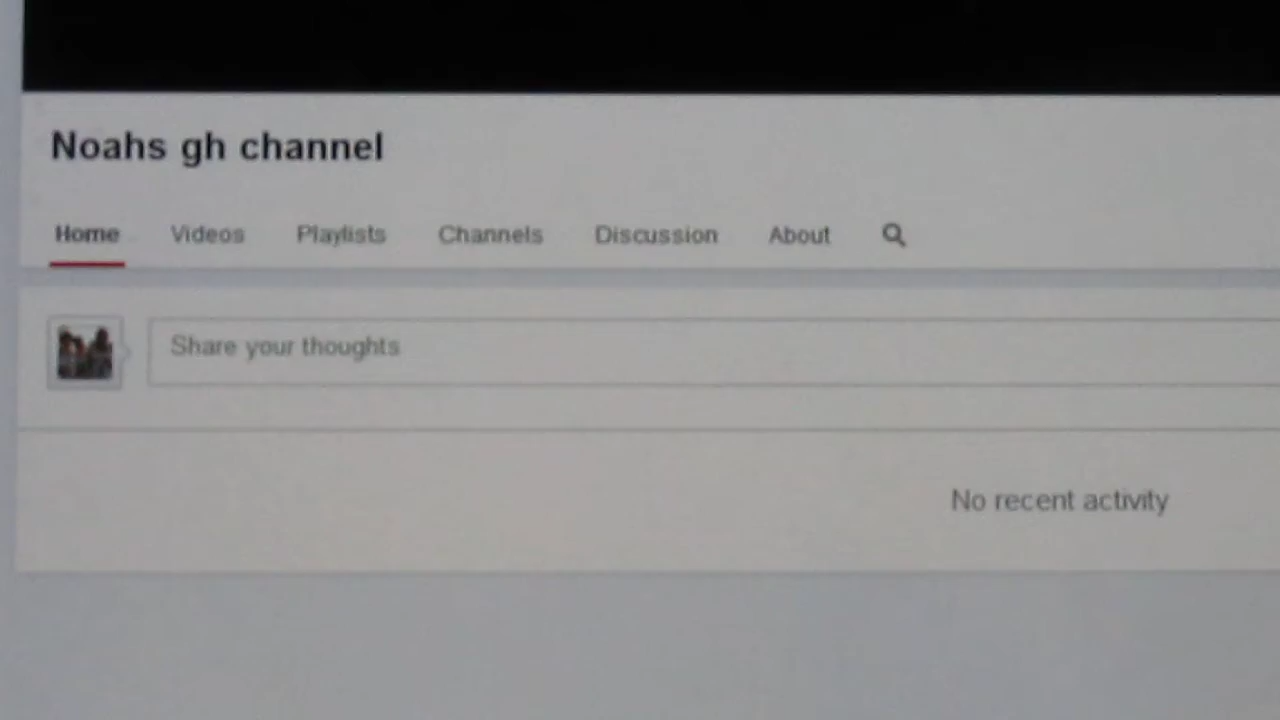 Noahs gh channel
Home Videos Playlists Channels Discussion About
Share your thoughts
No recent activity